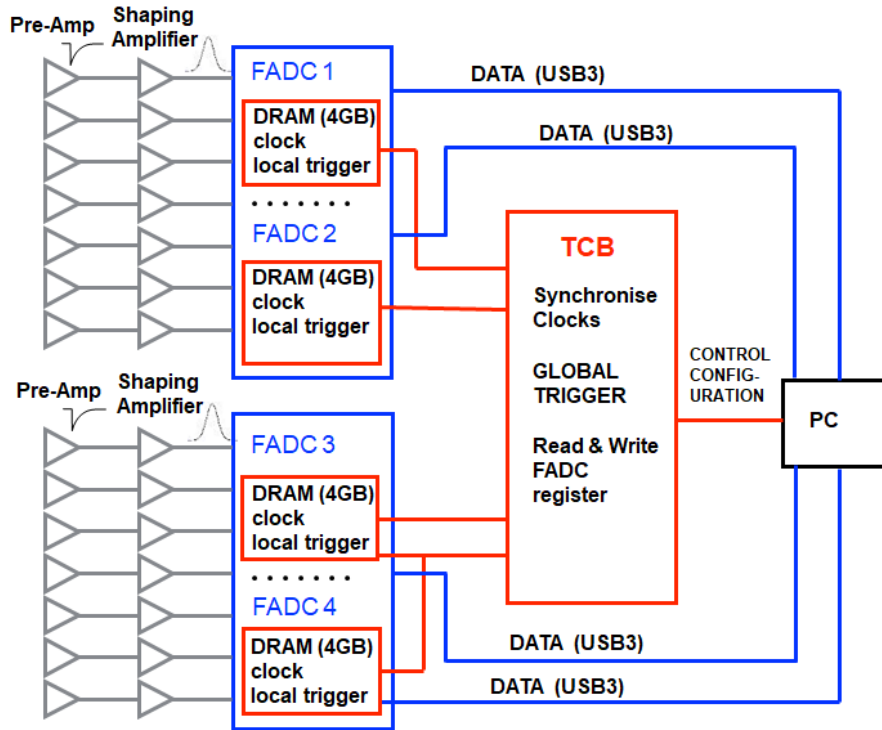 Pre-Amp
Shaping
Amplifier
FADC 1
DRAM (4GB)
clock
local trigger
.......
FADC 2
DRAM (4GB)
clock
local trigger
DATA (USB3)
DATA (USB3)
TCB
Synchronise
Clocks
GLOBAL
TRIGGER
Read & Write
FADC
register
CONTROL
CONFIG-
URATION
PC
Pre-Amp
Shaping
Amplifier
FADC 3
DRAM (4GB)
clock
local trigger
.......
FADC 4
DRAM (4GB)
clock
local trigger
DATA (USB3)
DATA (USB3)